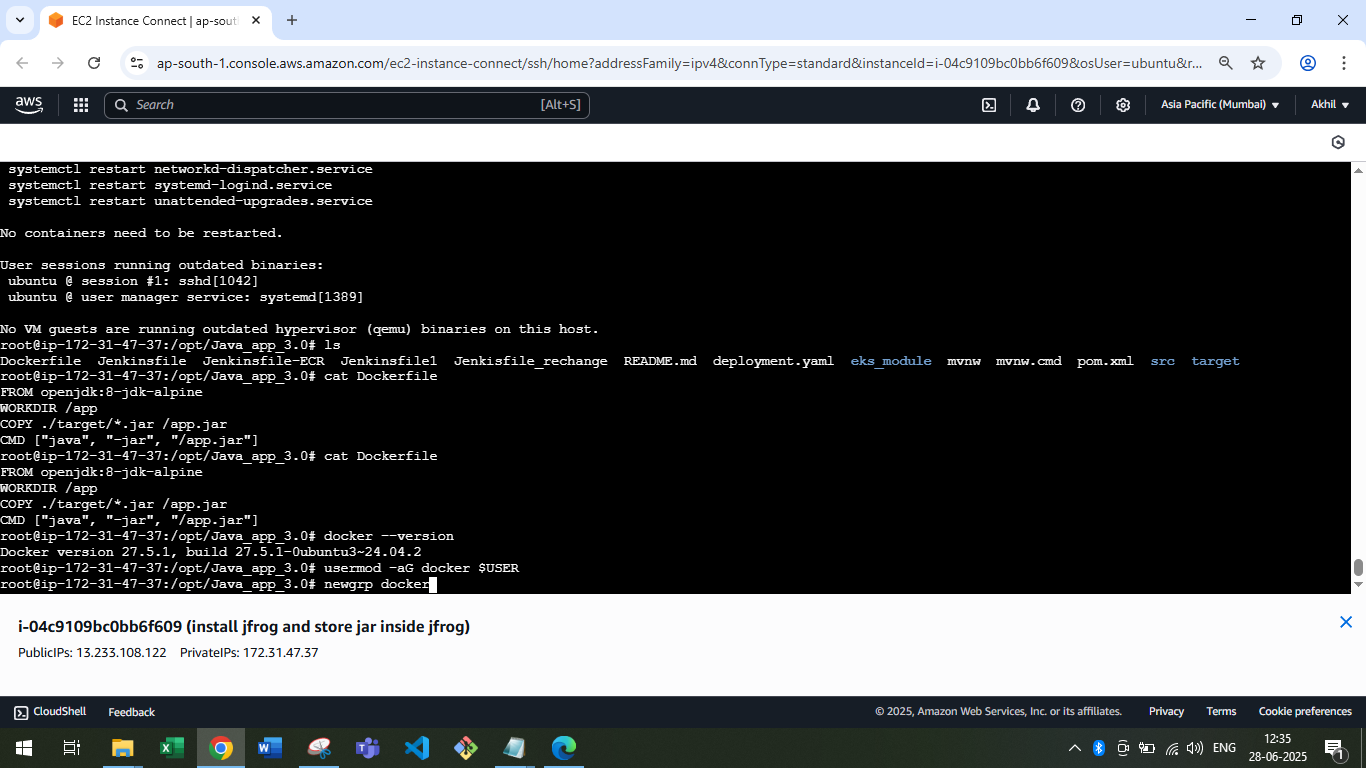 EC2 Instance Connect | ap-sout
ap-south-1.console.aws.amazon.com/ec2-instance-connect/ssh/home?addressFamily=ipv4&connType=standard&instanceId=i-04c9109bc0bb6f609&osUser=ubuntu&r...
aws
Search [Alt+S]
Asia Pacific (Mumbai)
Akhil
systemctl restart networkd-dispatcher.service
systemctl restart systemd-logind.service
systemctl restart unattended-upgrades.service
No containers need to be restarted.
User sessions running outdated binaries:
ubuntu @ session #1: sshd[1042]
ubuntu @ user manager service: systemd[1389]
No VM guests are running outdated hypervisor (qemu) binaries on this host.
root@ip-172-31-47-37:/opt/Java_app_3.0# ls
Dockerfile Jenkinsfile Jenkinsfile-ECR Jenkinsfile1 Jenkisfile_rechange README.md deployment.yaml eks_module mvnw mvnw.cmd pom.xml src target
root@ip-172-31-47-37:/opt/Java_app_3.0# cat Dockerfile
FROM openjdk:8-jdk-alpine
WORKDIR /app
COPY ./target/*.jar /app.jar
CMD ["java", "-jar", "/app.jar"]
root@ip-172-31-47-37:/opt/Java_app_3.0# cat Dockerfile
FROM openjdk:8-jdk-alpine
WORKDIR /app
COPY ./target/*.jar /app.jar
CMD ["java", "-jar", "/app.jar"]
root@ip-172-31-47-37:/opt/Java_app_3.0# docker --version
Docker version 27.5.1, build 27.5.1-0ubuntu3~24.04.2
root@ip-172-31-47-37:/opt/Java_app_3.0# usermod -aG docker $USER
root@ip-172-31-47-37:/opt/Java_app_3.0# newgrp docker
i-04c9109bc0bb6f609 (install jfrog and store jar inside jfrog)
PublicIPs: 13.233.108.122 PrivateIPs: 172.31.47.37
CloudShell Feedback © 2025, Amazon Web Services, Inc. or its affiliates. Privacy Terms Cookie preferences
ENG
12:35
28-06-2025
1